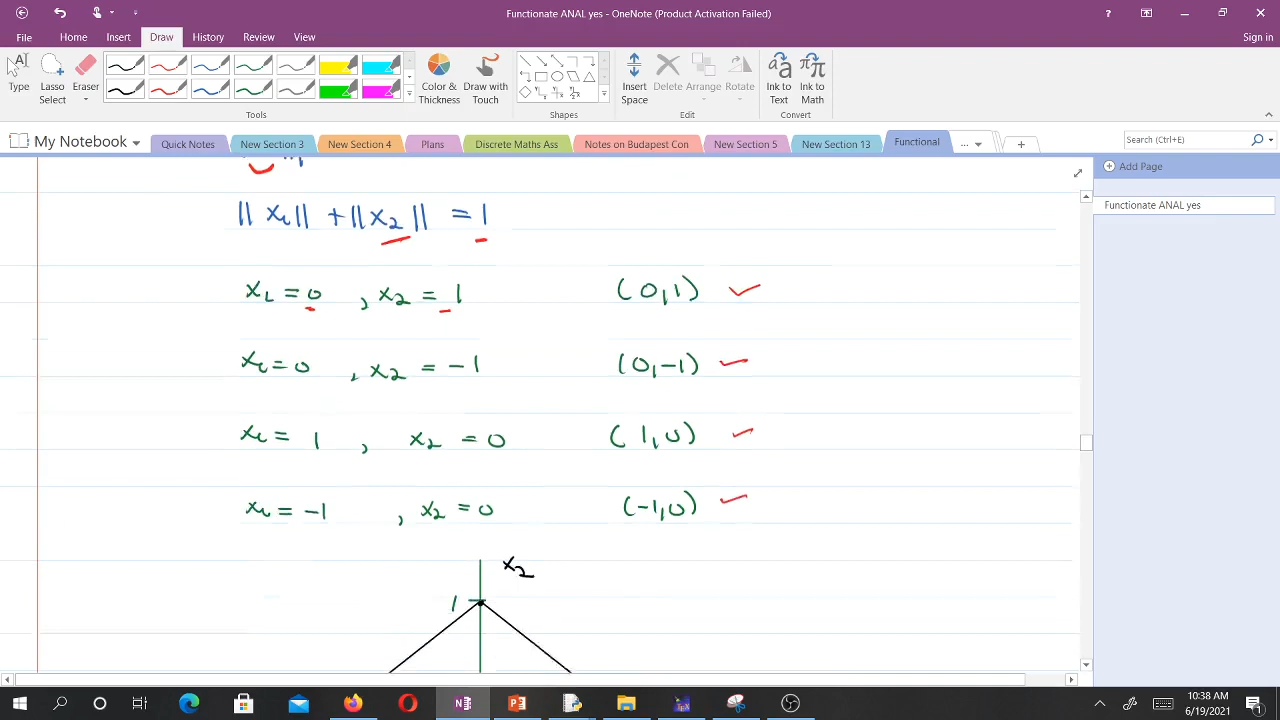 Functionate ANAL yes - OneNote (Product Activation Failed)
File Home Insert Draw History Review View Sign in
Type Lasso Select Eraser Color & Thickness Draw with Touch Insert Space Delete Arrange Rotate Ink to Text Ink to Math
Tools Shapes Edit Convert
My Notebook Quick Notes New Section 3 New Section 4 Plans Discrete Maths Ass Notes on Budapest Con New Section 5 New Section 13 Functional ... Search (Ctrl+E)
Add Page
Functionate ANAL yes
|| x₁ || + || x₂ || = 1
x₁ = 0 , x₂ = 1 (0,1) ✓
x₁ = 0 , x₂ = -1 (0,-1) ✓
x₁ = 1 , x₂ = 0 (1,0) ✓
x₁ = -1 , x₂ = 0 (-1,0) ✓
x₂
1
10:38 AM
6/19/2021